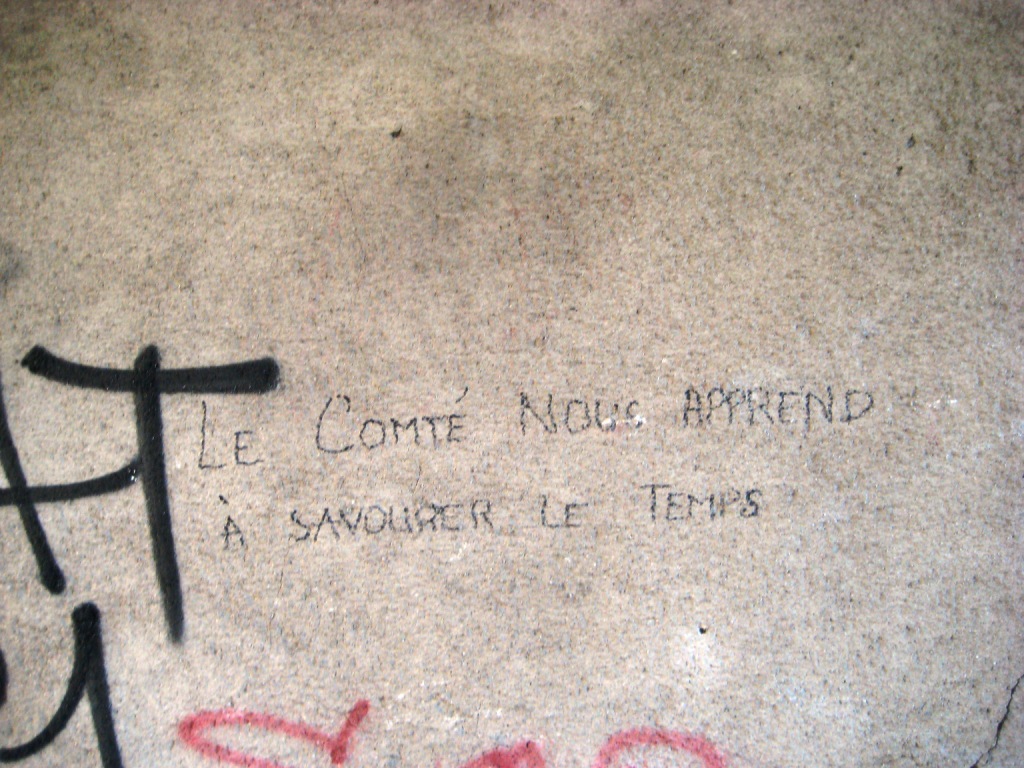 Le Comté nous apprend
à savourer le temps